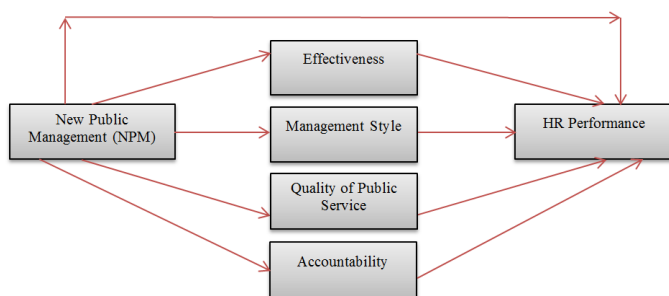 Effectiveness
New Public
Management (NPM)
Management Style
HR Performance
Quality of Public
Service
Accountability